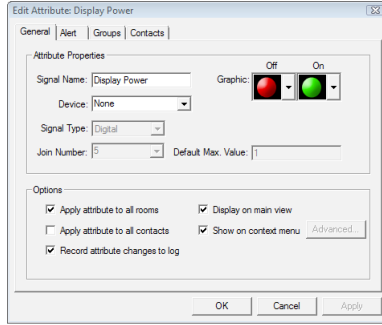 Edit Attribute: Display Power
General Alert Groups Contacts
Attribute Properties
Off On
Signal Name: Display Power Graphic:
Device: None
Signal Type: Digital
Join Number: 5 Default Max. Value: 1
Options
Apply attribute to all rooms Display on main view
Apply attribute to all contacts Show on context menu Advanced...
Record attribute changes to log
OK Cancel Apply